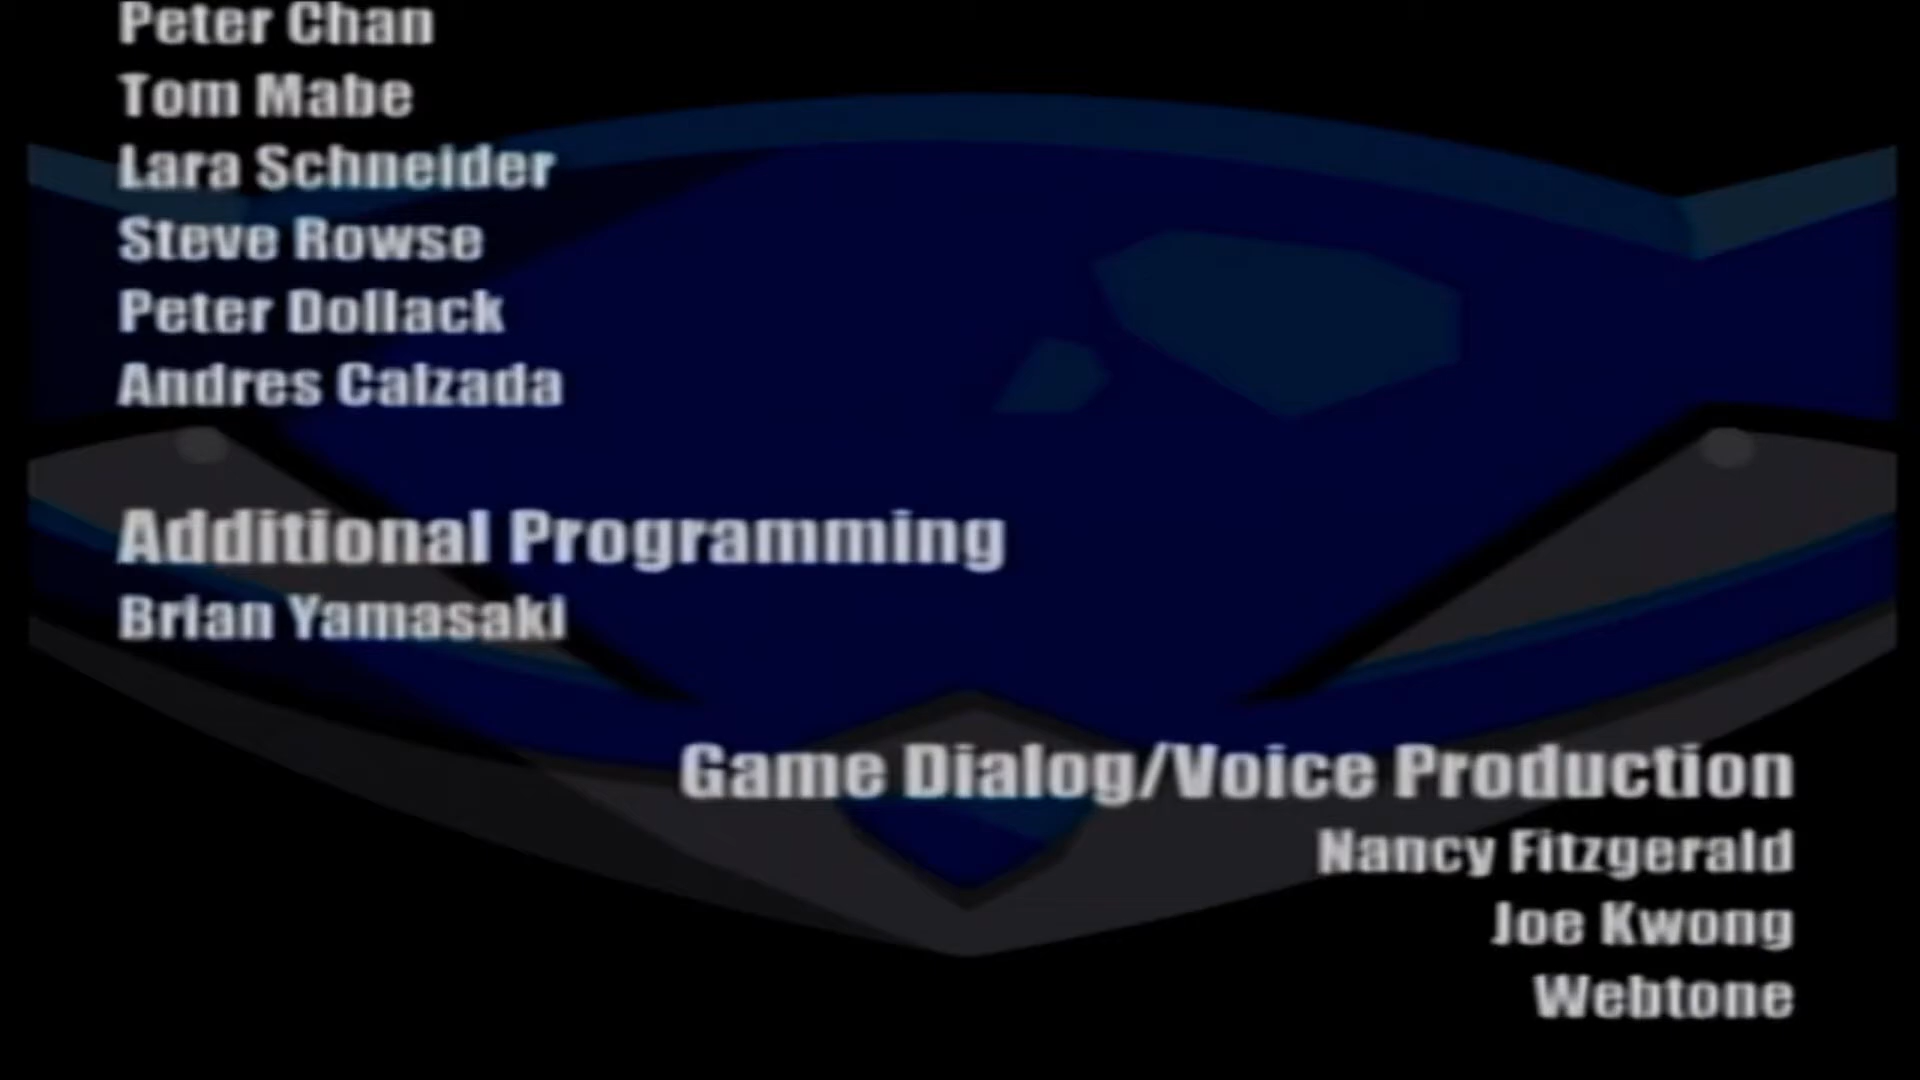 Peter Chan
Tom Mabe
Lara Schneider
Steve Rowse
Peter Dollack
Andres Calzada
Additional Programming
Brian Yamasaki
Game Dialog/Voice Production
Nancy Fitzgerald
Joe Kwong
Webtone